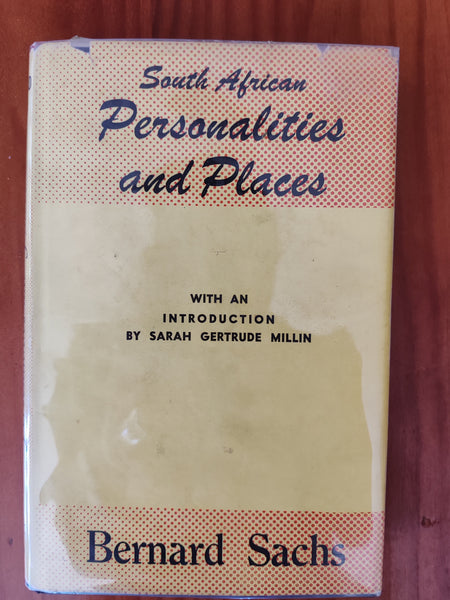 South African
Personalities
and Places
WITH AN
INTRODUCTION
BY SARAH GERTRUDE MILLIN
Bernard Sachs